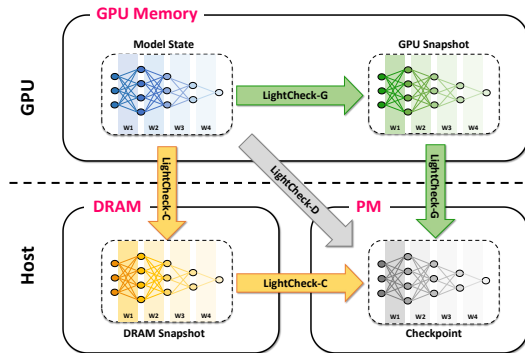 GPU Memory
Model State
GPU Snapshot
GPU
W1 W2 W3 W4
LightCheck-G
W1 W2 W3 W4
LightCheck-C
LightCheck-D
LightCheck-G
DRAM
PM
Host
W1 W2 W3 W4
LightCheck-C
W1 W2 W3 W4
DRAM Snapshot
Checkpoint